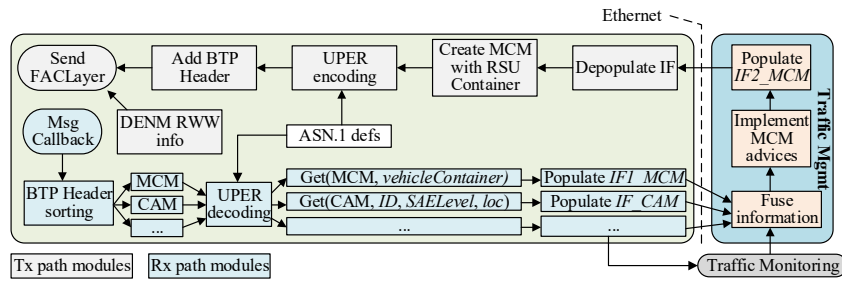 Ethernet
Send
FACLayer
Add BTP
Header
UPER
encoding
Create MCM
with RSU
Container
Depopulate IF
Populate
IF2_MCM
Msg
Callback
DENM RWW
info
ASN.1 defs
Implement
MCM
advices
Traffic Mgmt
BTP Header
sorting
MCM
CAM
...
UPER
decoding
Get(MCM, vehicleContainer)
Get(CAM, ID, SAELevel, loc)
...
Populate IF1_MCM
Populate IF_CAM
...
Fuse
information
Tx path modules
Rx path modules
Traffic Monitoring